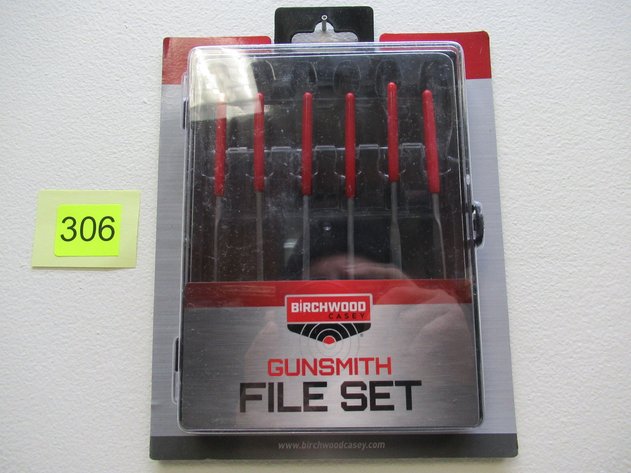 306
BiRCHWOOD
CASEY
GUNSMITH
FILE SET
www.birchwoodcasey.com